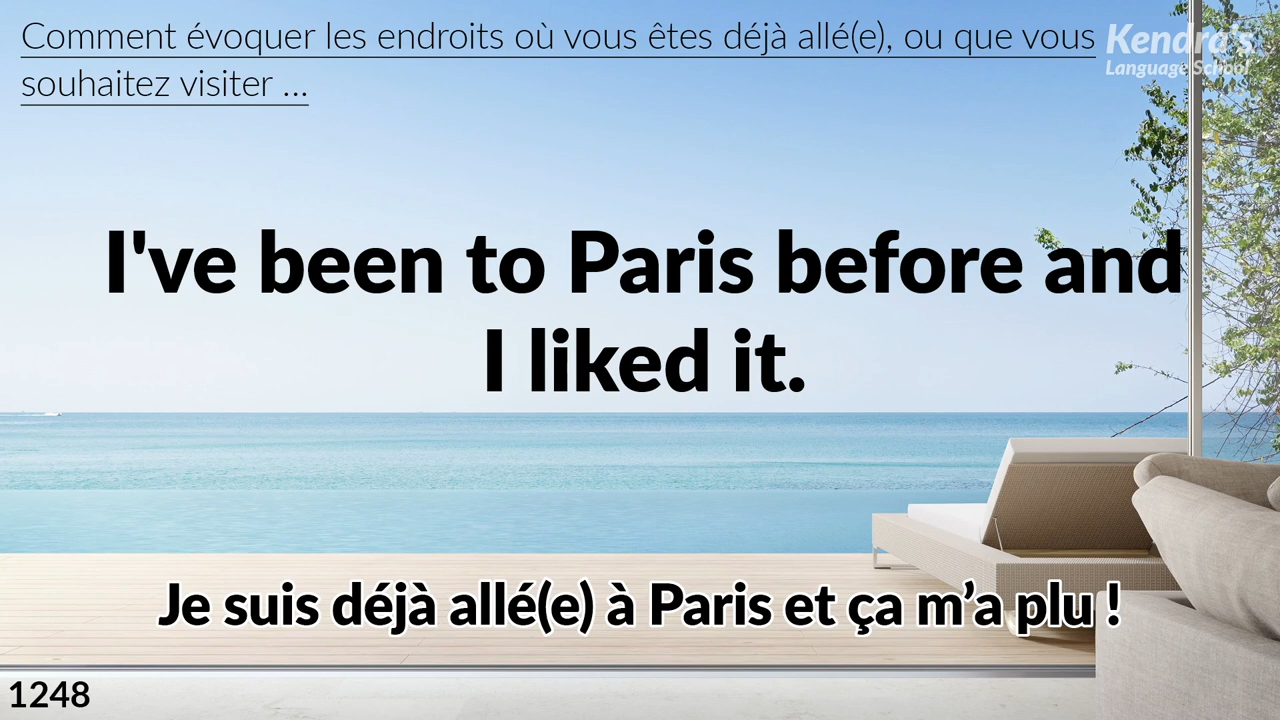 Comment évoquer les endroits où vous êtes déjà allé(e), ou que vous
souhaitez visiter ...
Kendra's
Language School
I've been to Paris before and
I liked it.
Je suis déjà allé(e) à Paris et ça m’a plu !
1248